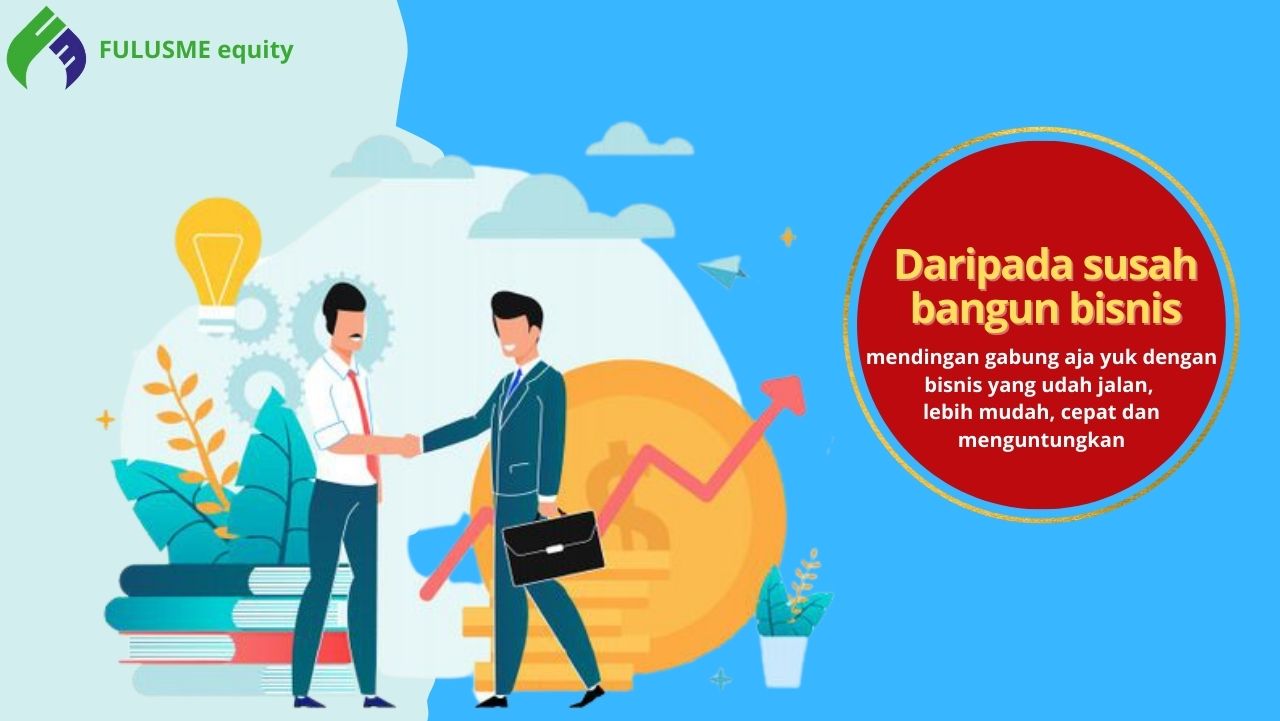 FULUSME equity
Daripada susah
bangun bisnis
mendingan gabung aja yuk dengan
bisnis yang udah jalan,
lebih mudah, cepat dan
menguntungkan